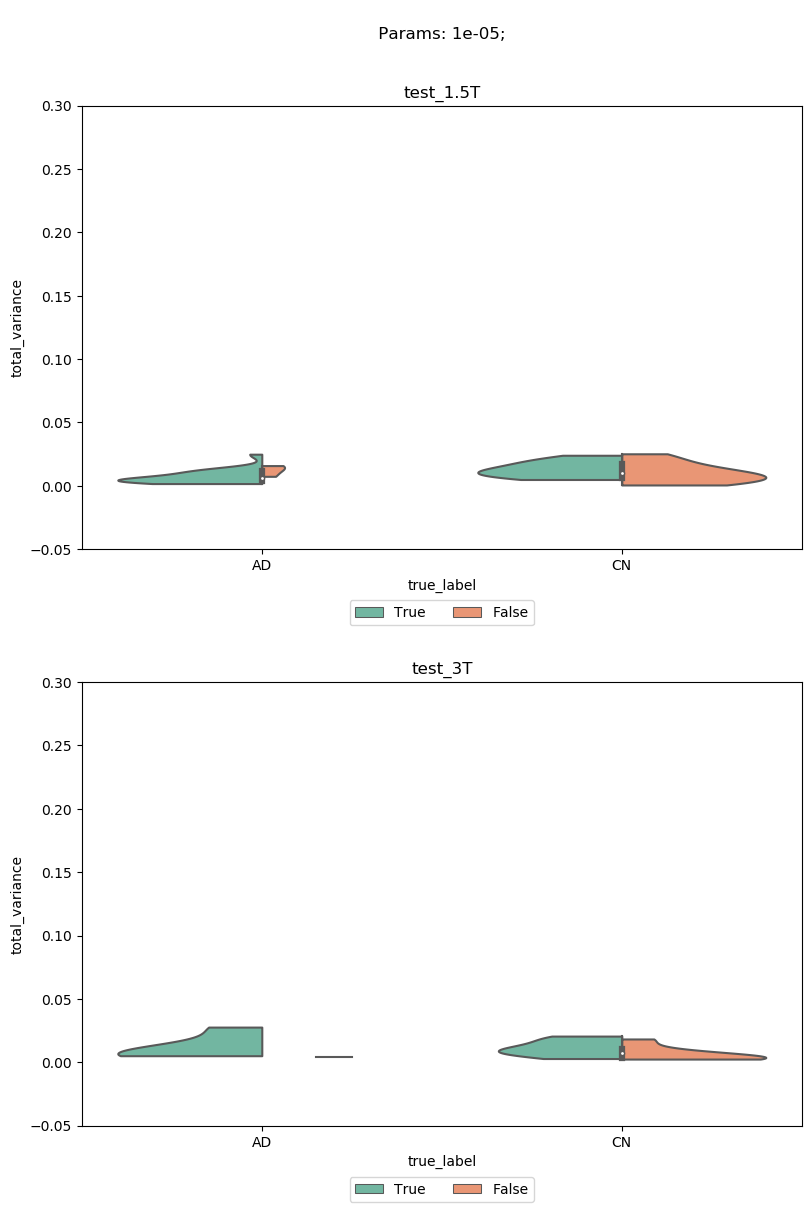 Params: 1e-05;
test_1.5T
0.30
0.25
0.20
0.15
0.10
0.05
0.00
−0.05
total_variance
AD CN
true_label
True False
test_3T
0.30
0.25
0.20
0.15
0.10
0.05
0.00
−0.05
total_variance
AD CN
true_label
True False